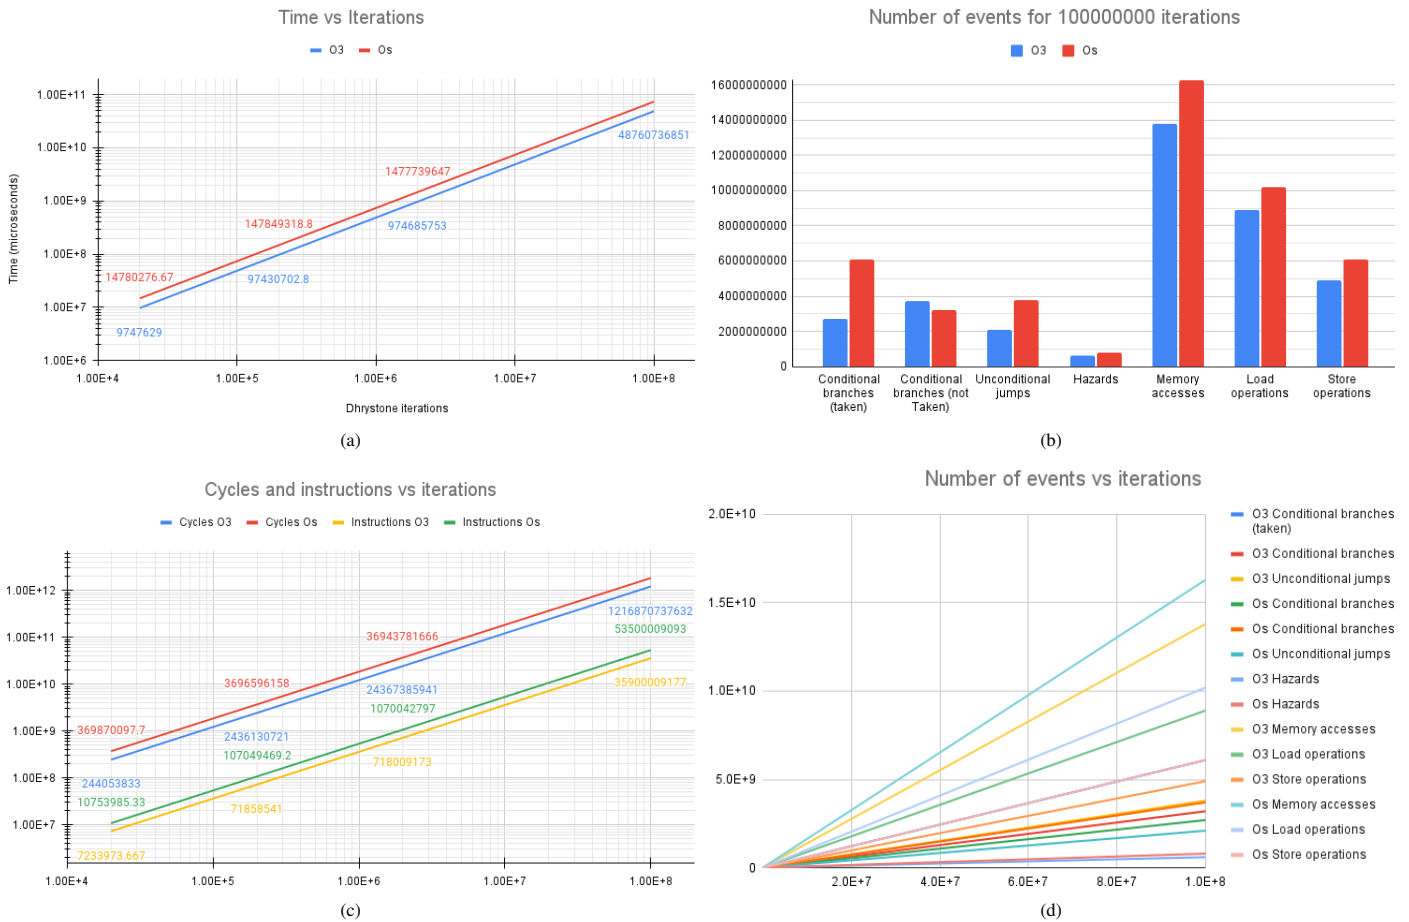 Time vs Iterations
O3
Os
Time (microseconds)
1.00E+11
1.00E+10
1.00E+9
1.00E+8
1.00E+7
1.00E+6
48760736851
1477739647
974685753
147849318.8
97430702.8
14780276.67
9747629
1.00E+4
1.00E+5
1.00E+6
1.00E+7
1.00E+8
Dhrystone iterations
(a)
Number of events for 100000000 iterations
O3
Os
16000000000
14000000000
12000000000
10000000000
8000000000
6000000000
4000000000
2000000000
0
Conditional
branches
(taken)
Conditional
branches (not
Taken)
Unconditional
jumps
Hazards
Memory
accesses
Load
operations
Store
operations
(b)
Cycles and instructions vs iterations
Cycles O3
Cycles Os
Instructions O3
Instructions Os
1.00E+12
1.00E+11
1.00E+10
1.00E+9
1.00E+8
1.00E+7
1216870737632
53500009093
36943781666
35900009177
3696596158
24367385941
1070042797
369870097.7
2436130721
107049469.2
718009173
244053833
10753985.33
71858541
7233973.667
1.00E+4
1.00E+5
1.00E+6
1.00E+7
1.00E+8
(c)
Number of events vs iterations
2.0E+10
1.5E+10
1.0E+10
5.0E+9
0
2.0E+7
4.0E+7
6.0E+7
8.0E+7
1.0E+8
O3 Conditional branches
(taken)
O3 Conditional branches
O3 Unconditional jumps
Os Conditional branches
Os Conditional branches
Os Unconditional jumps
O3 Hazards
Os Hazards
O3 Memory accesses
O3 Load operations
O3 Store operations
Os Memory accesses
Os Load operations
Os Store operations
(d)